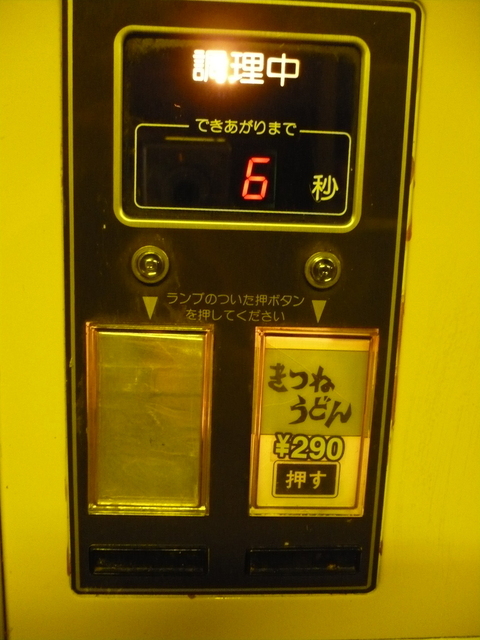 調理中
できあがりまで
6 秒
ランプのついた押ボタン
を押してください
きつね
うどん
¥290
押す